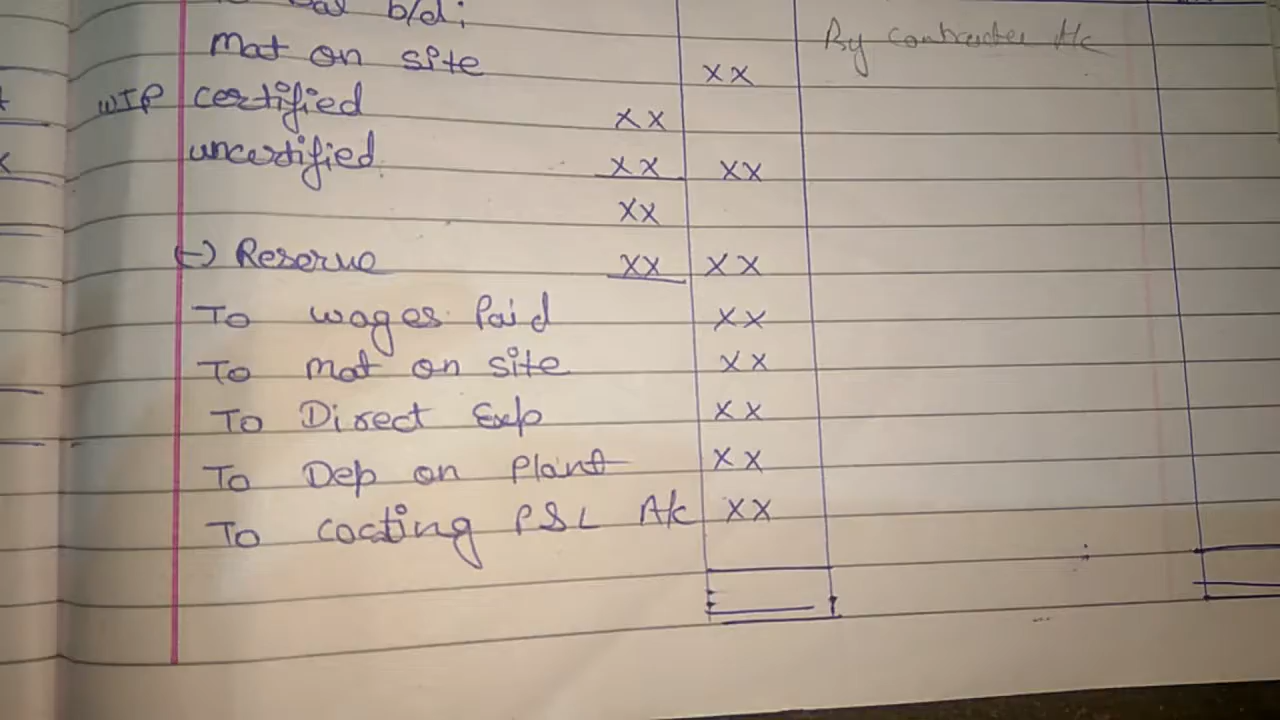 bal b/d:
Mat on site xx By contractee A/c
WIP certified xx
uncertified xx xx
xx
(-) Reserve xx xx
To wages Paid xx
To mat on site xx
To Direct Exp xx
To Dep on Plant xx
To costing P&L A/c xx